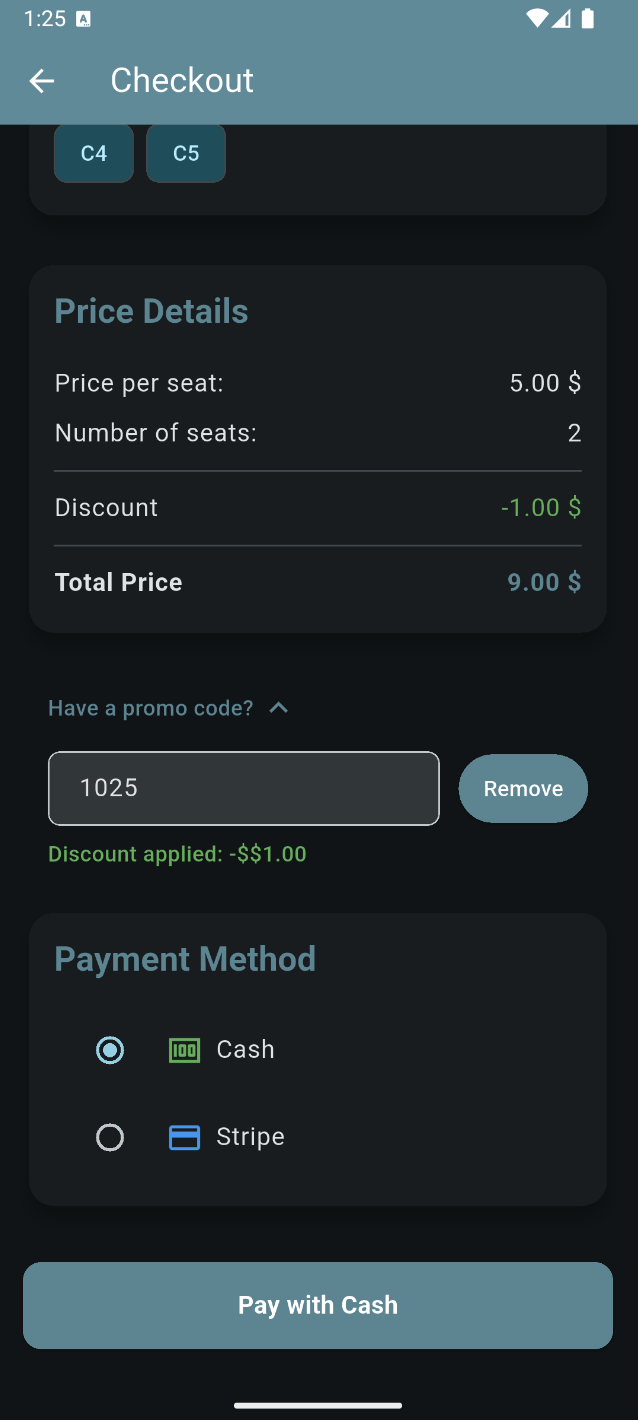 1:25
Checkout
C4 C5
Price Details
Price per seat: 5.00 $
Number of seats: 2
Discount -1.00 $
Total Price 9.00 $
Have a promo code?
1025 Remove
Discount applied: -$$1.00
Payment Method
Cash
Stripe
Pay with Cash